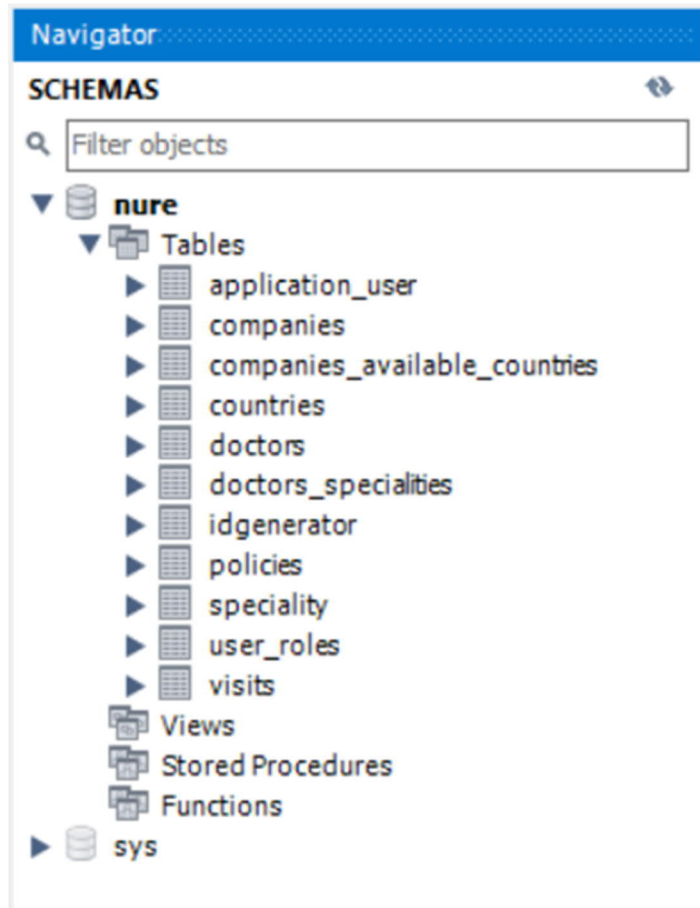 Navigator
SCHEMAS
Filter objects
nure
Tables
application_user
companies
companies_available_countries
countries
doctors
doctors_specialities
idgenerator
policies
speciality
user_roles
visits
Views
Stored Procedures
Functions
sys